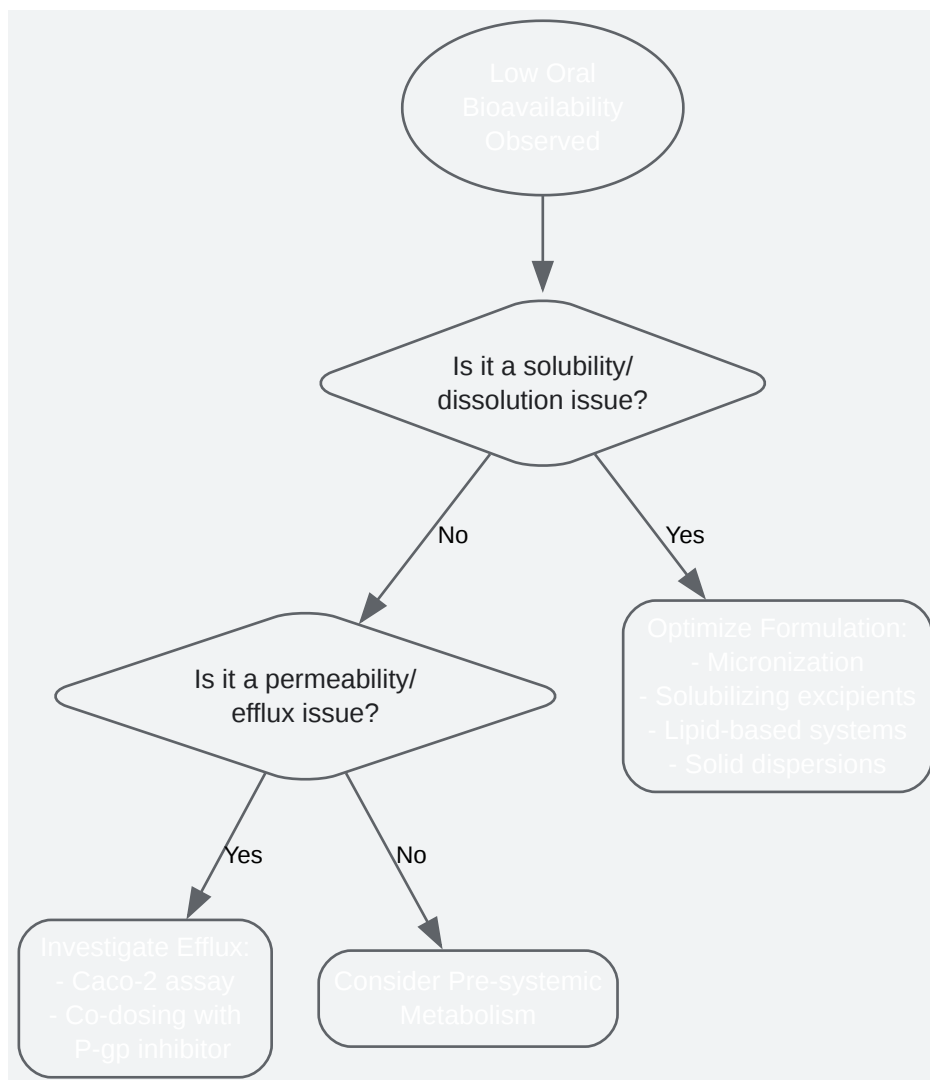 Low Oral
Bioavailability
Observed
Is it a solubility/
dissolution issue?
No
Yes
Optimize Formulation:
- Micronization
- Solubilizing excipients
- Lipid-based systems
- Solid dispersions
Is it a permeability/
efflux issue?
Yes
No
Investigate Efflux:
- Caco-2 assay
- Co-dosing with
P-gp inhibitor
Consider Pre-systemic
Metabolism